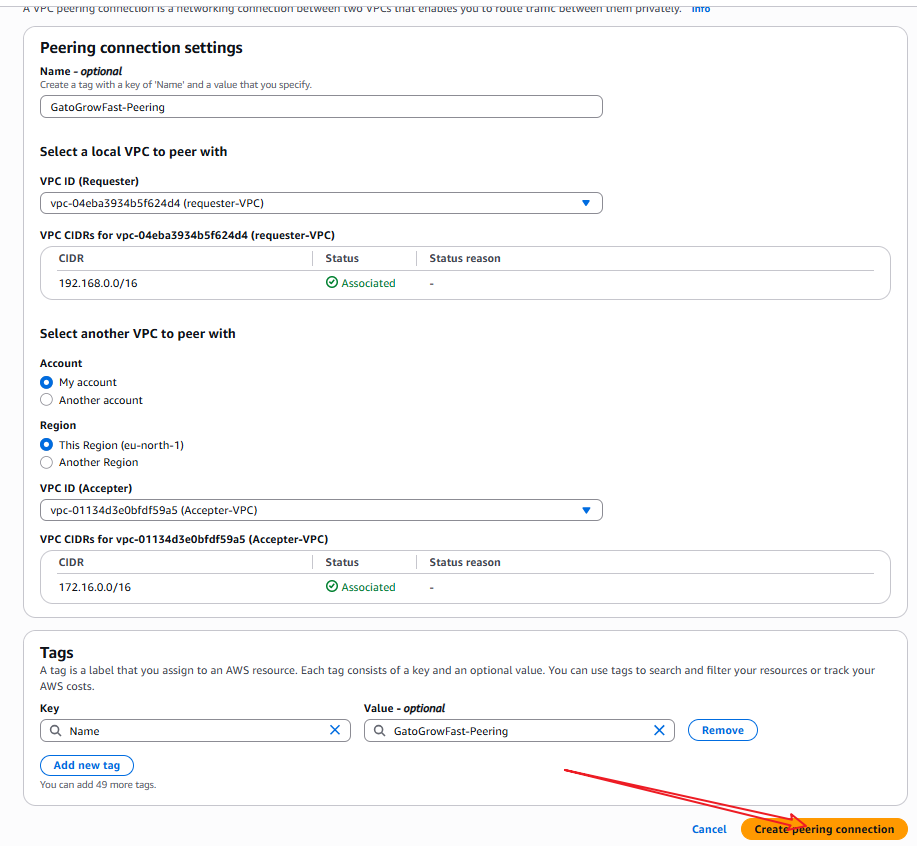 A VPC peering connection is a networking connection between two VPCs that enables you to route traffic between them privately. Info
Peering connection settings
Name - optional
Create a tag with a key of 'Name' and a value that you specify.
GatoGrowFast-Peering
Select a local VPC to peer with
VPC ID (Requester)
vpc-04eba3934b5f624d4 (requester-VPC)
VPC CIDRs for vpc-04eba3934b5f624d4 (requester-VPC)
CIDR Status Status reason
192.168.0.0/16 Associated -
Select another VPC to peer with
Account
My account
Another account
Region
This Region (eu-north-1)
Another Region
VPC ID (Accepter)
vpc-01134d3e0bfdf59a5 (Accepter-VPC)
VPC CIDRs for vpc-01134d3e0bfdf59a5 (Accepter-VPC)
CIDR Status Status reason
172.16.0.0/16 Associated -
Tags
A tag is a label that you assign to an AWS resource. Each tag consists of a key and an optional value. You can use tags to search and filter your resources or track your
AWS costs.
Key Value - optional
Name GatoGrowFast-Peering Remove
Add new tag
You can add 49 more tags.
Cancel Create peering connection